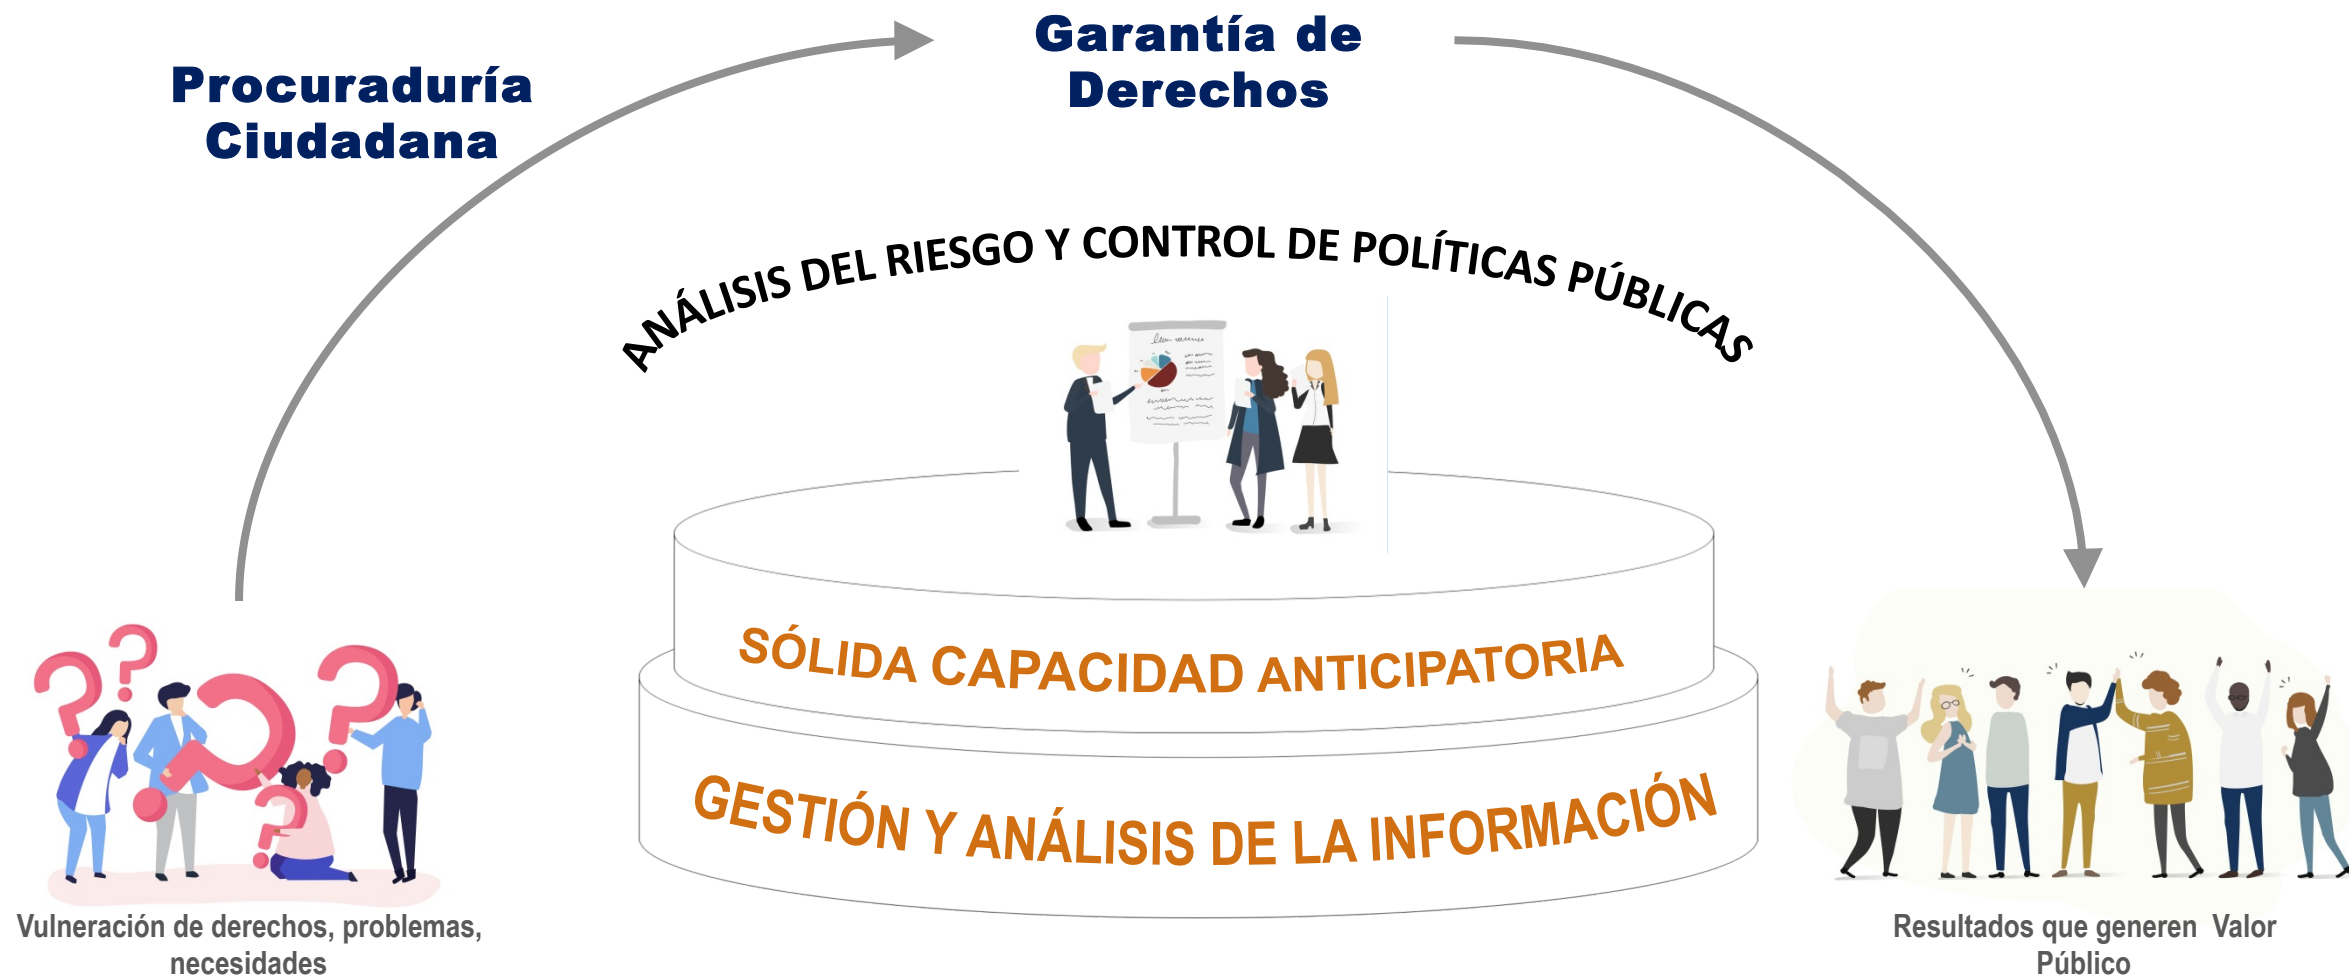 Procuraduría
Ciudadana
Garantía de
Derechos
ANÁLISIS DEL RIESGO Y CONTROL DE POLÍTICAS PÚBLICAS
SÓLIDA CAPACIDAD ANTICIPATORIA
GESTIÓN Y ANÁLISIS DE LA INFORMACIÓN
Vulneración de derechos, problemas,
necesidades
Resultados que generen Valor
Público